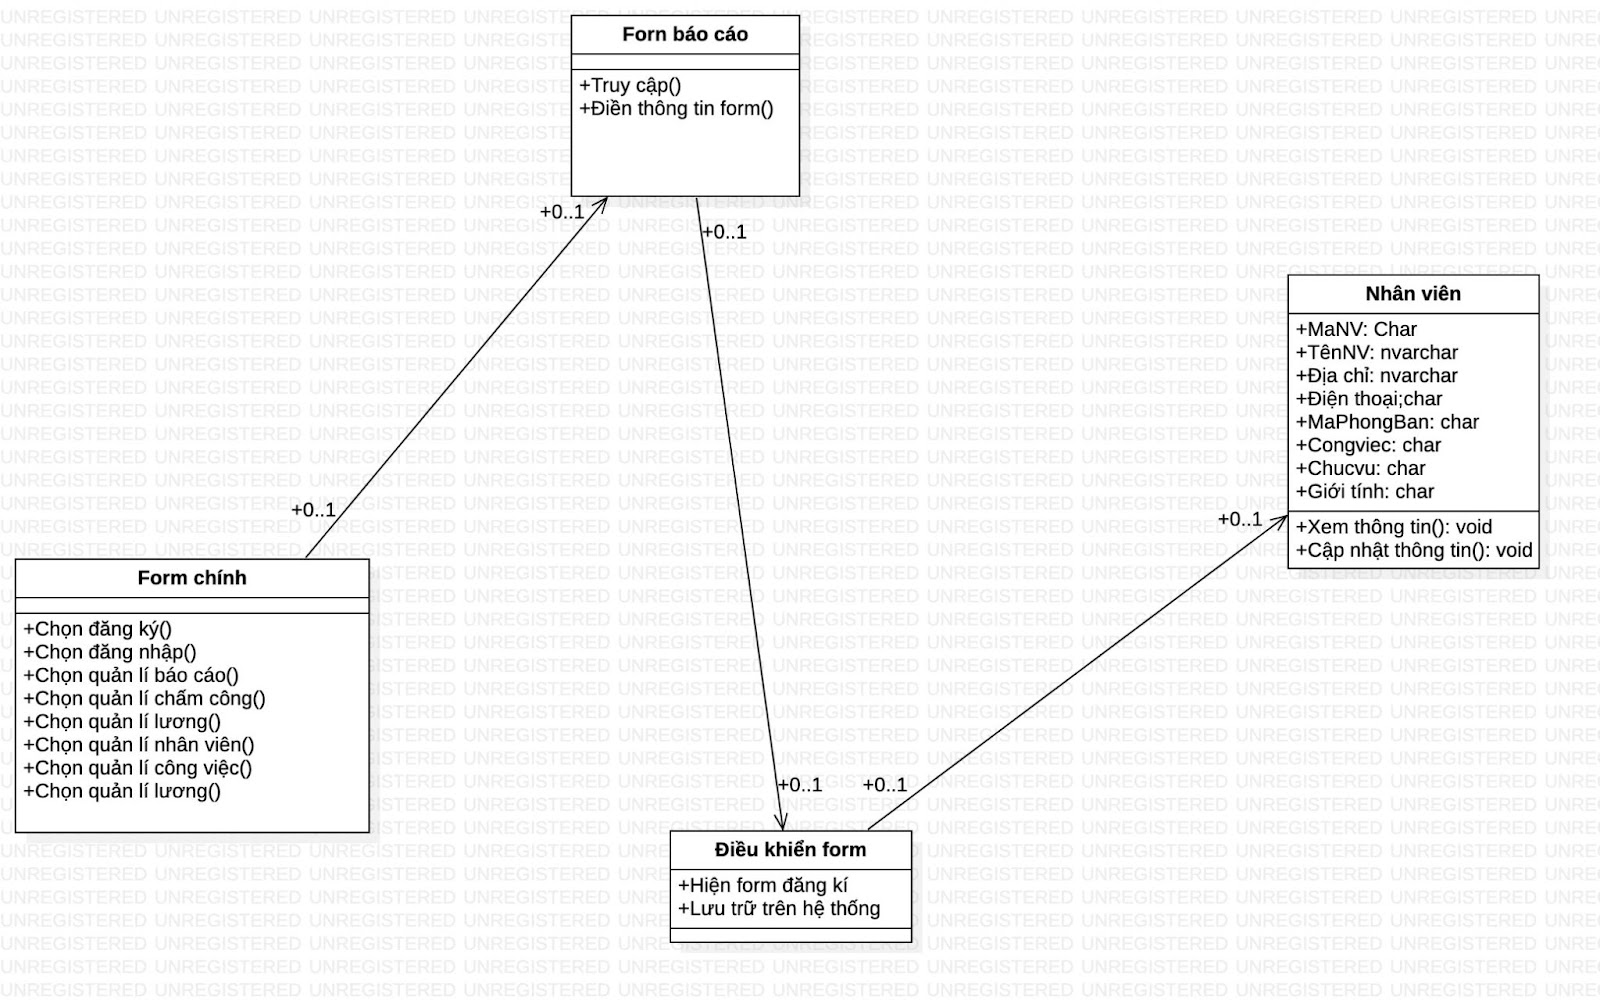 Forn báo cáo
+Truy cập()
+Điền thông tin form()
+0..1
+0..1
Nhân viên
+MaNV: Char
+TênNV: nvarchar
+Địa chỉ: nvarchar
+Điện thoại;char
+MaPhongBan: char
+Congviec: char
+Chucvu: char
+Giới tính: char
+Xem thông tin(): void
+Cập nhật thông tin(): void
+0..1
+0..1
Form chính
+Chọn đăng ký()
+Chọn đăng nhập()
+Chọn quản lí báo cáo()
+Chọn quản lí chấm công()
+Chọn quản lí lương()
+Chọn quản lí nhân viên()
+Chọn quản lí công việc()
+Chọn quản lí lương()
+0..1
+0..1
Điều khiển form
+Hiện form đăng kí
+Lưu trữ trên hệ thống
UNREGISTERED